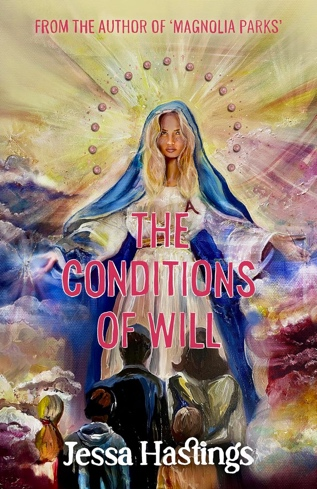 FROM THE AUTHOR OF ‘MAGNOLIA PARKS’
A
THE
CONDITIONS
OF WILL
Jessa Hastings